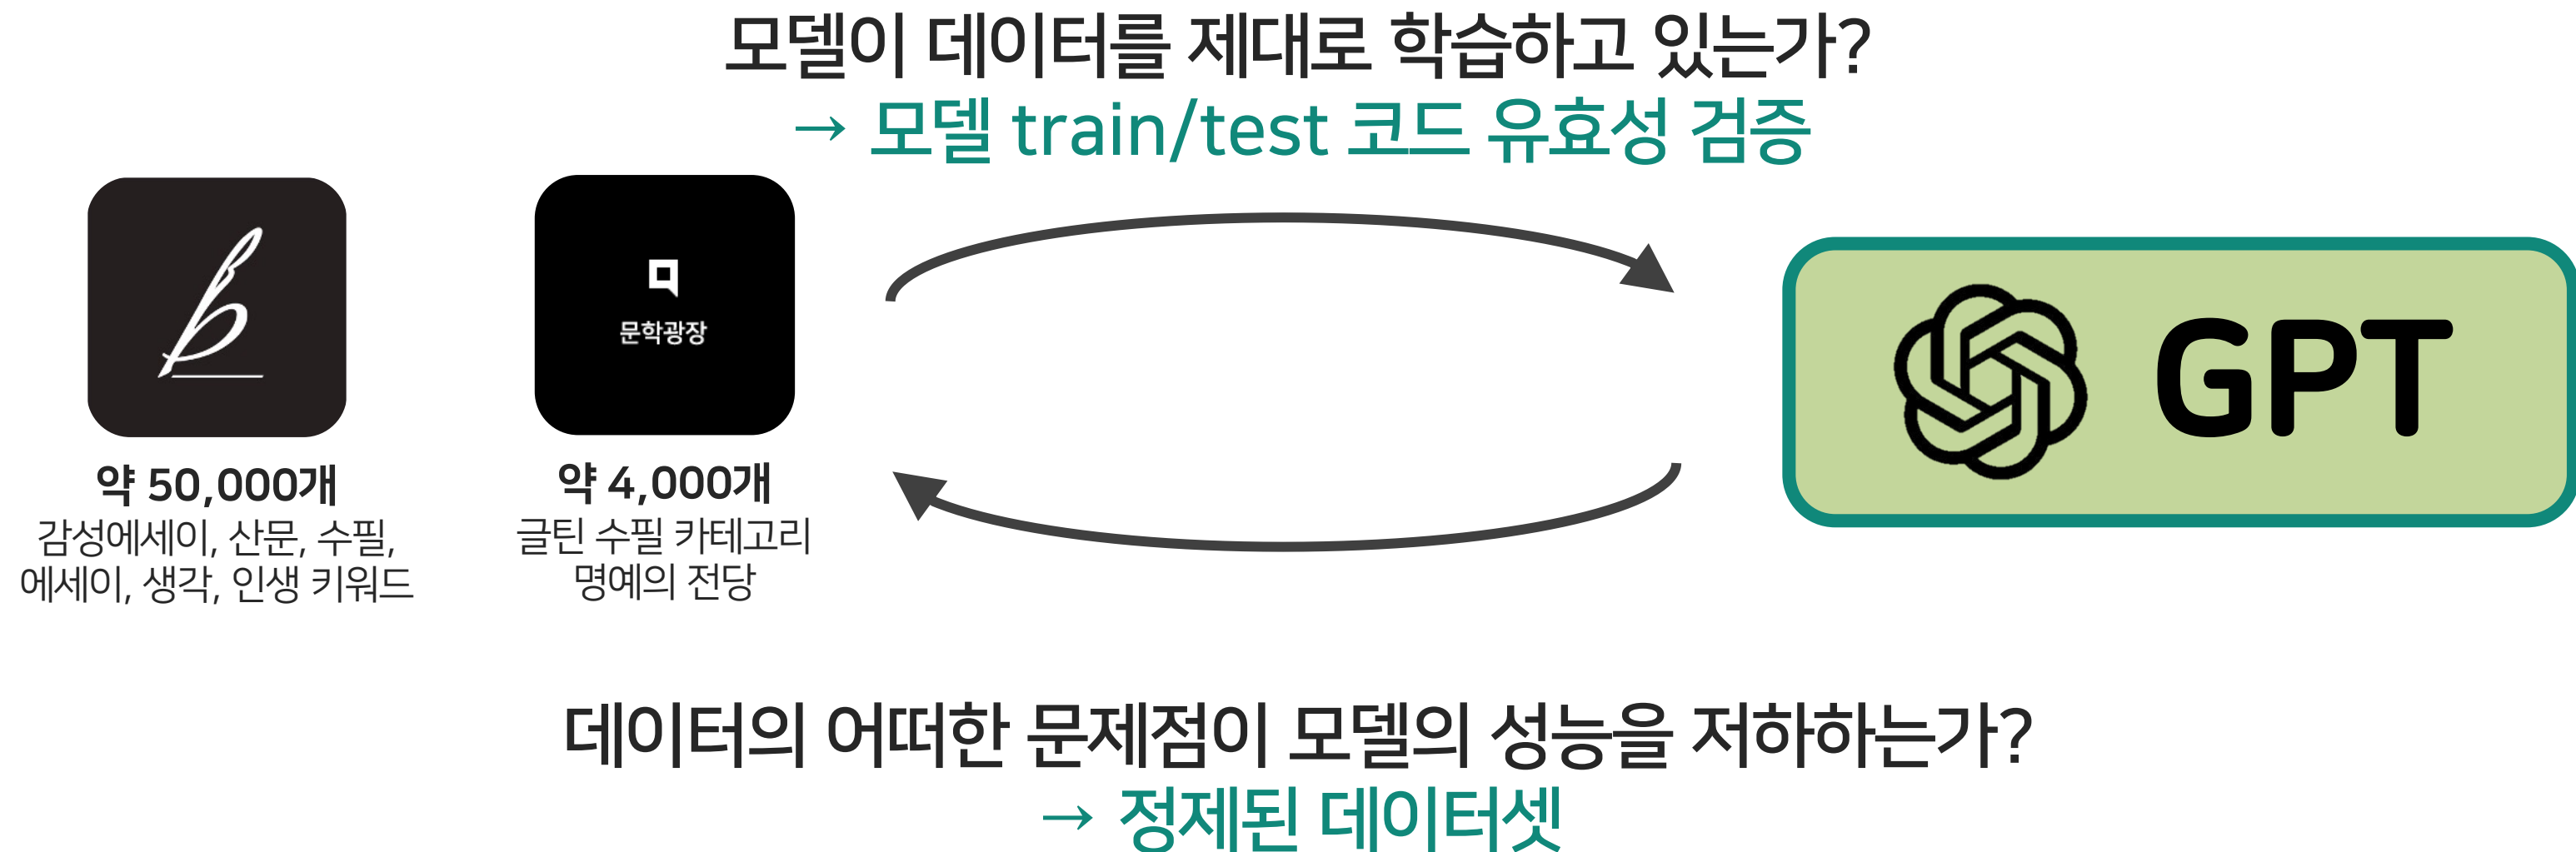 모델이 데이터를 제대로 학습하고 있는가?
→ 모델 train/test 코드 유효성 검증
b
문학광장
GPT
약 50,000개
감성에세이, 산문, 수필,
에세이, 생각, 인생 키워드
약 4,000개
글틴 수필 카테고리
명예의 전당
데이터의 어떠한 문제점이 모델의 성능을 저하하는가?
→ 정제된 데이터셋